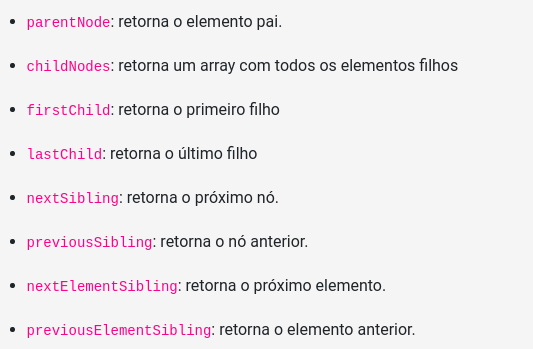 • parentNode: retorna o elemento pai.
• childNodes: retorna um array com todos os elementos filhos
• firstChild: retorna o primeiro filho
• lastChild: retorna o último filho
• nextSibling: retorna o próximo nó.
• previousSibling: retorna o nó anterior.
• nextElementSibling: retorna o próximo elemento.
• previousElementSibling: retorna o elemento anterior.